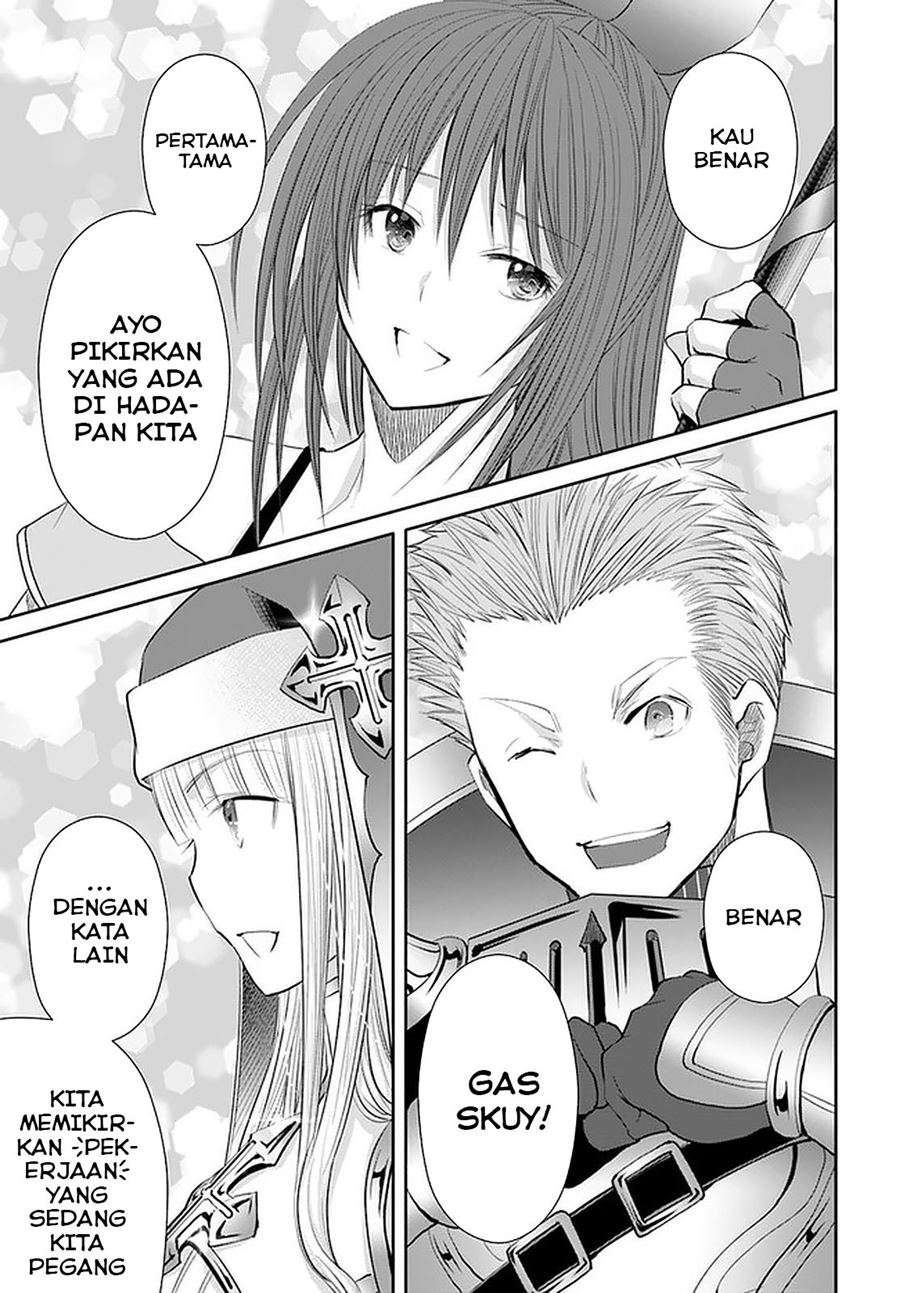 KAU
BENAR
PERTAMA-
TAMA
AYO
PIKIRKAN
YANG ADA
DI HADA-
PAN KITA
BENAR
GAS
SKUY!
...
DENGAN
KATA
LAIN
KITA
MEMIKIR-
KAN PEK-
ERJAAN
YANG
SEDANG
KITA
PEGANG